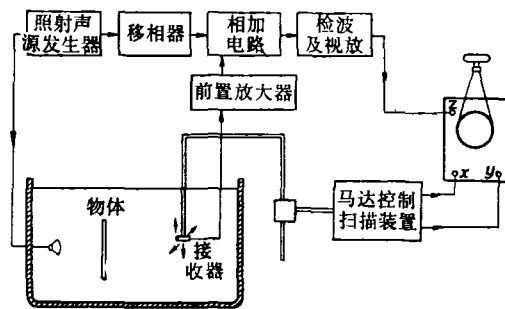 照射声
源发生器
移相器
相加
电路
检波
及视放
前置放大器
z
x
y
物体
接
收器
马达控制
扫描装置